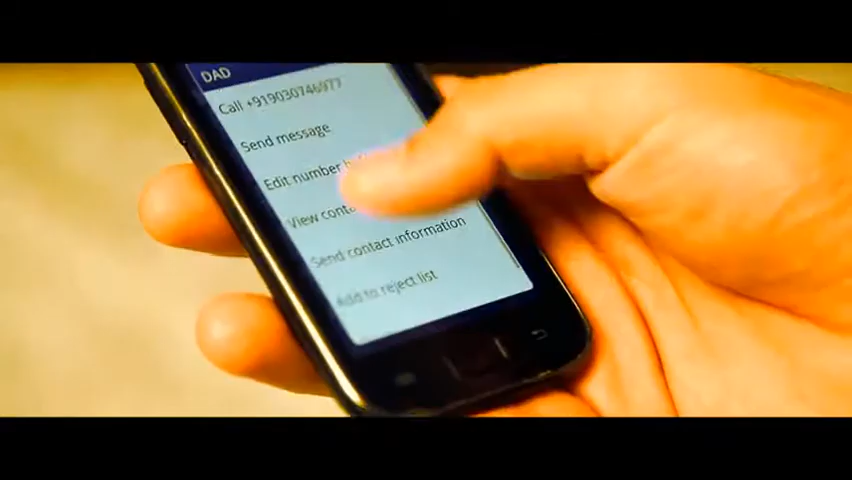 DAD
Call +919030746977
Send message
Edit number
View
Send contact information
Add to reject list